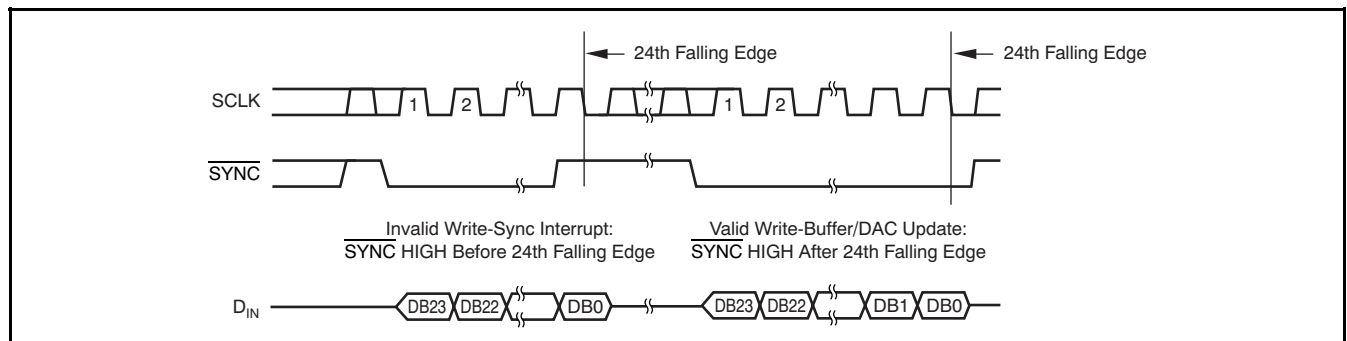 24th Falling Edge
24th Falling Edge
SCLK
1 2 1 2
SYNC
Invalid Write-Sync Interrupt:
SYNC HIGH Before 24th Falling Edge
Valid Write-Buffer/DAC Update:
SYNC HIGH After 24th Falling Edge
DIN
DB23 DB22 DB0 DB23 DB22 DB1 DB0